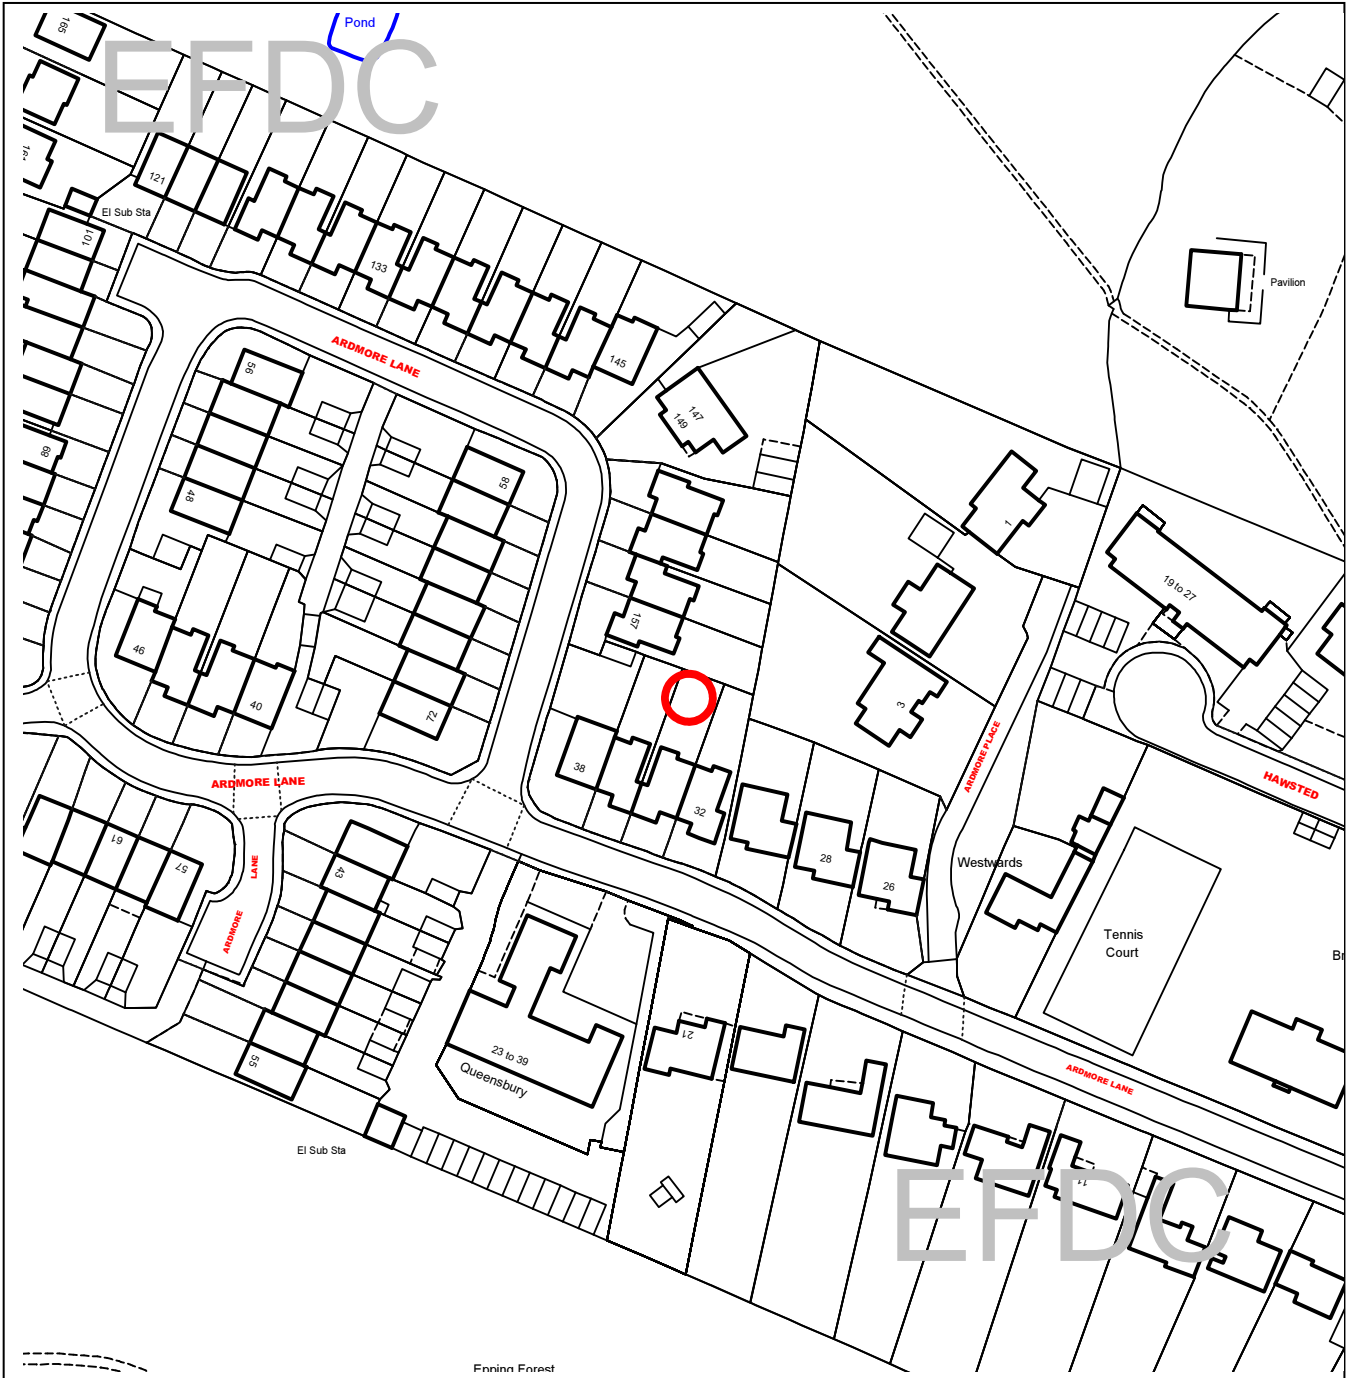 165
Pond
EFDC
121
El Sub Sta
101
133
Pavilion
ARDMORE LANE
145
56
147
149
68
58
48
1
19 to 27
157
46
40
72
3
38
ARDMORE PLACE
ARDMORE LANE
HAWSTED
32
61
57
LANE
43
28
26
Westwards
ARDMORE
Tennis
Court
Br
21
23 to 39
Queensbury
55
ARDMORE LANE
El Sub Sta
11
EFDC
Epping Forest